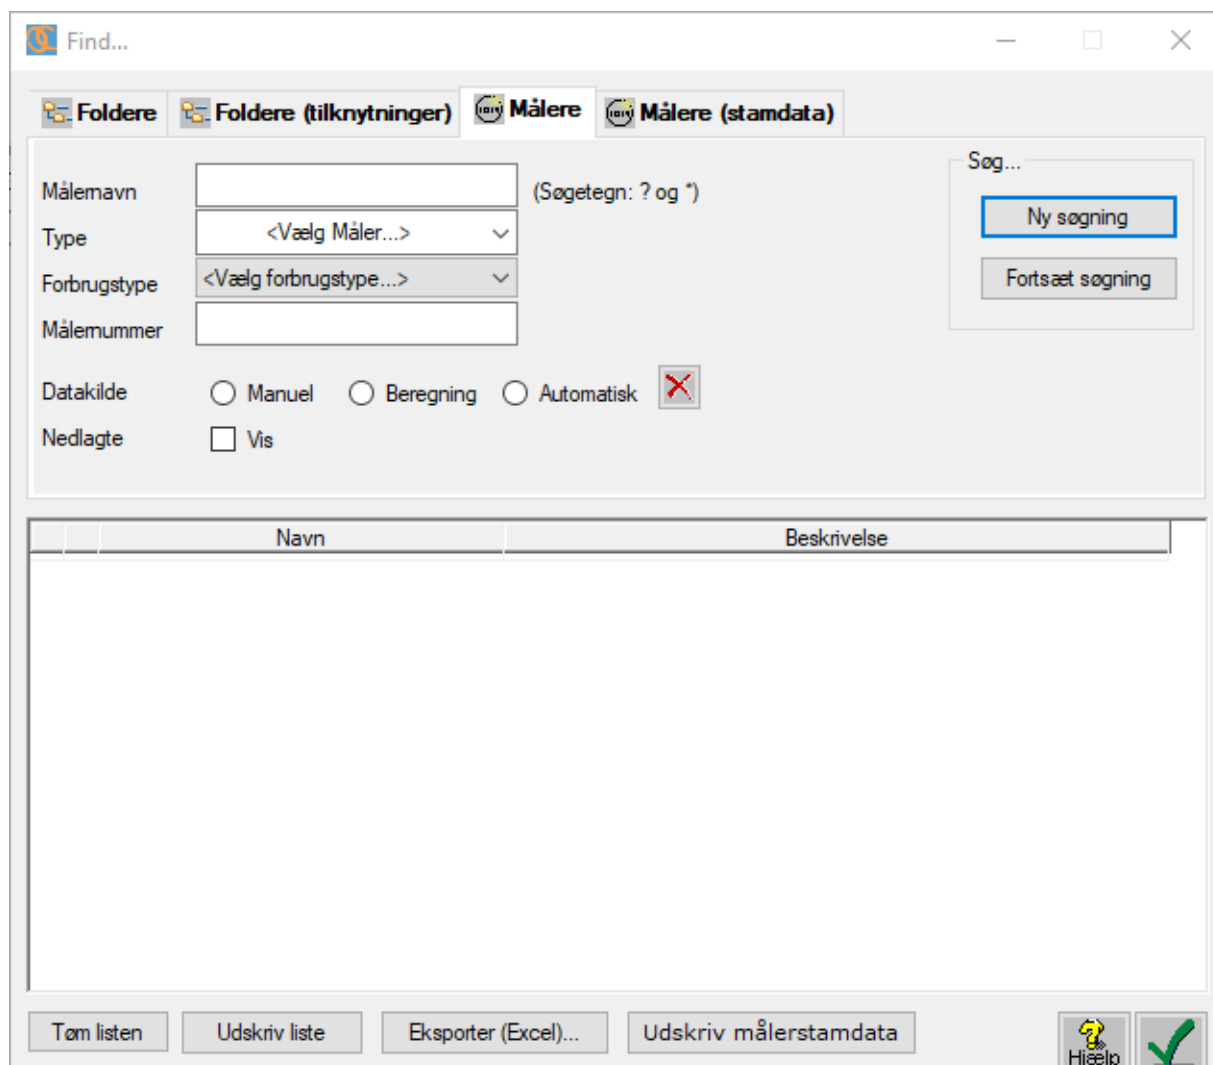 Find...
Foldere Foldere (tilknytninger) Målere Målere (stamdata)
Søg...
Målernavn (Søgetegn: ? og *)
Ny søgning
Type <Vælg Måler...>
Forbrugstype <Vælg forbrugstype...>
Fortsæt søgning
Målernummer
Datakilde Manuel Beregning Automatisk
Nedlagte Vis
Navn Beskrivelse
Tøm listen Udskriv liste Eksporter (Excel)... Udskriv målerstamdata
Hjælp